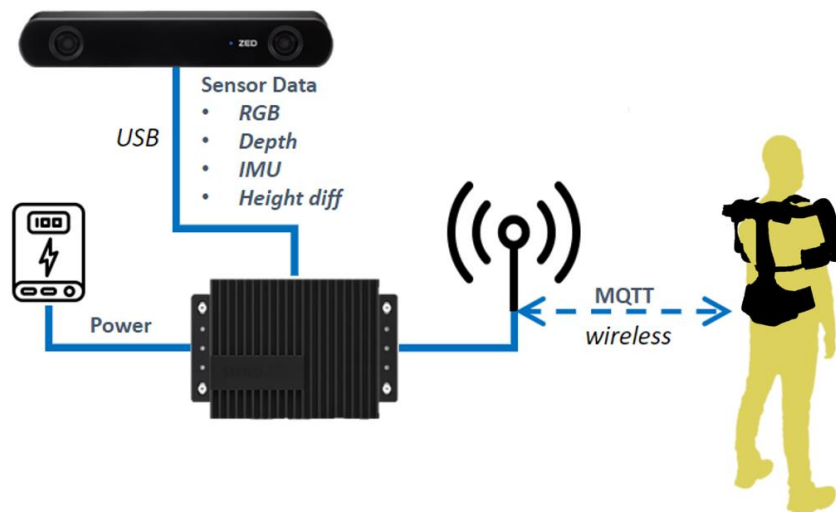 ZED
Sensor Data
• RGB
• Depth
• IMU
• Height diff
USB
100
Power
MQTT
wireless